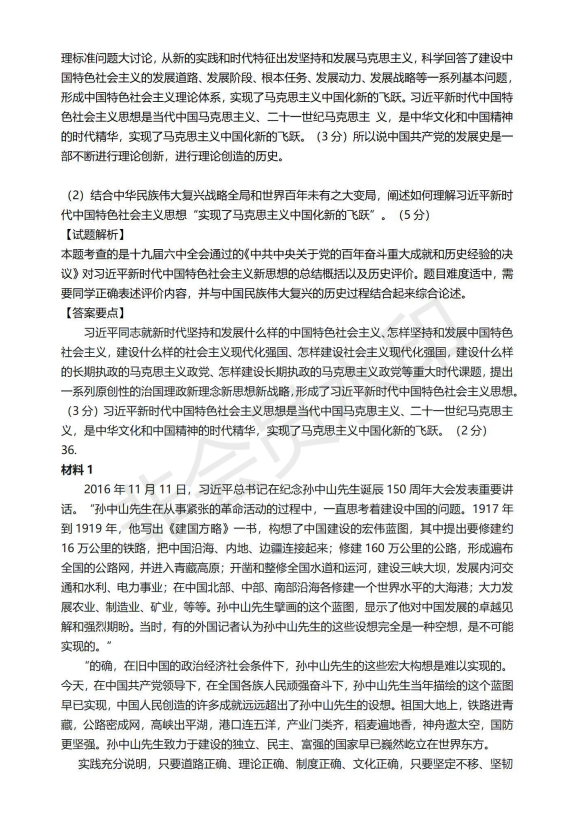 理标准问题大讨论，从新的实践和时代特征出发坚持和发展马克思主义，科学回答了建设中
国特色社会主义的发展道路、发展阶段、根本任务、发展动力、发展战略等一系列基本问题，
形成中国特色社会主义理论体系，实现了马克思主义中国化新的飞跃。习近平新时代中国特
色社会主义思想是当代中国马克思主义、二十一世纪马克思主 义，是中华文化和中国精神
的时代精华，实现了马克思主义中国化新的飞跃。（3 分）所以说中国共产党的发展史是一
部不断进行理论创新，进行理论创造的历史。
（2）结合中华民族伟大复兴战略全局和世界百年未有之大变局，阐述如何理解习近平新时
代中国特色社会主义思想“实现了马克思主义中国化新的飞跃”。（5 分）
【试题解析】
本题考查的是十九届六中全会通过的《中共中央关于党的百年奋斗重大成就和历史经验的决
议》对习近平新时代中国特色社会主义新思想的总结概括以及历史评价。题目难度适中，需
要同学正确表述评价内容，并与中国民族伟大复兴的历史过程结合起来综合论述。
【答案要点】
习近平同志就新时代坚持和发展什么样的中国特色社会主义、怎样坚持和发展中国特色
社会主义，建设什么样的社会主义现代化强国、怎样建设社会主义现代化强国，建设什么样
的长期执政的马克思主义政党、怎样建设长期执政的马克思主义政党等重大时代课题，提出
一系列原创性的治国理政新理念新思想新战略，形成了习近平新时代中国特色社会主义思想。
（3 分）习近平新时代中国特色社会主义思想是当代中国马克思主义、二十一世纪马克思主
义，是中华文化和中国精神的时代精华，实现了马克思主义中国化新的飞跃。（2 分）
36.
材料 1
2016 年 11 月 11 日，习近平总书记在纪念孙中山先生诞辰 150 周年大会发表重要讲
话。“孙中山先生在从事紧张的革命活动的过程中，一直思考着建设中国的问题。1917 年
到 1919 年，他写出《建国方略》一书，构想了中国建设的宏伟蓝图，其中提出要修建约
16 万公里的铁路，把中国沿海、内地、边疆连接起来；修建 160 万公里的公路，形成遍布
全国的公路网，并进入青藏高原；开凿和整修全国水道和运河，建设三峡大坝，发展内河交
通和水利、电力事业；在中国北部、中部、南部沿海各修建一个世界水平的大海港；大力发
展农业、制造业、矿业，等等。孙中山先生擘画的这个蓝图，显示了他对中国发展的卓越见
解和强烈期盼。当时，有的外国记者认为孙中山先生的这些设想完全是一种空想，是不可能
实现的。”
“的确，在旧中国的政治经济社会条件下，孙中山先生的这些宏大构想是难以实现的。
今天，在中国共产党领导下，在全国各族人民顽强奋斗下，孙中山先生当年描绘的这个蓝图
早已实现，中国人民创造的许多成就远远超出了孙中山先生的设想。祖国大地上，铁路进青
藏，公路密成网，高峡出平湖，港口连五洋，产业门类齐，稻麦遍地香，神舟遨太空，国防
更坚强。孙中山先生致力于建设的独立、民主、富强的国家早已巍然屹立在世界东方。
实践充分说明，只要道路正确、理论正确、制度正确、文化正确，只要坚定不移、坚韧
非会员水印